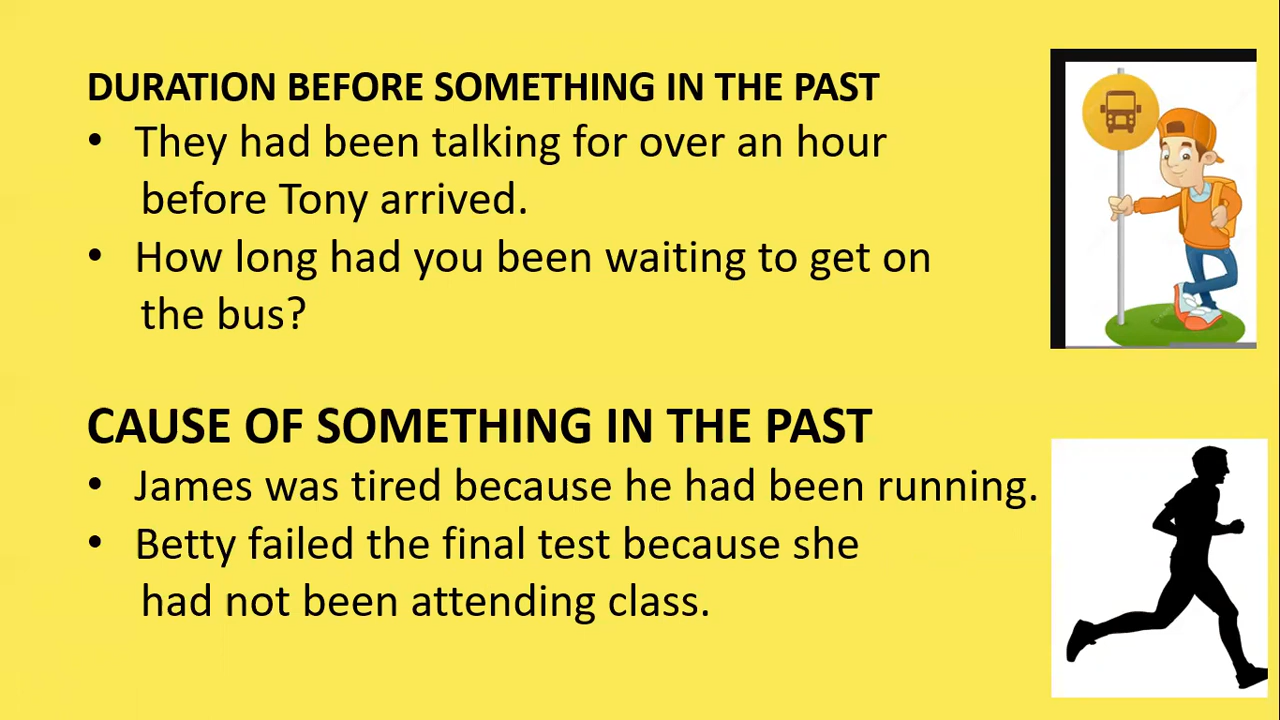 DURATION BEFORE SOMETHING IN THE PAST
• They had been talking for over an hour
before Tony arrived.
• How long had you been waiting to get on
the bus?
CAUSE OF SOMETHING IN THE PAST
• James was tired because he had been running.
• Betty failed the final test because she
had not been attending class.